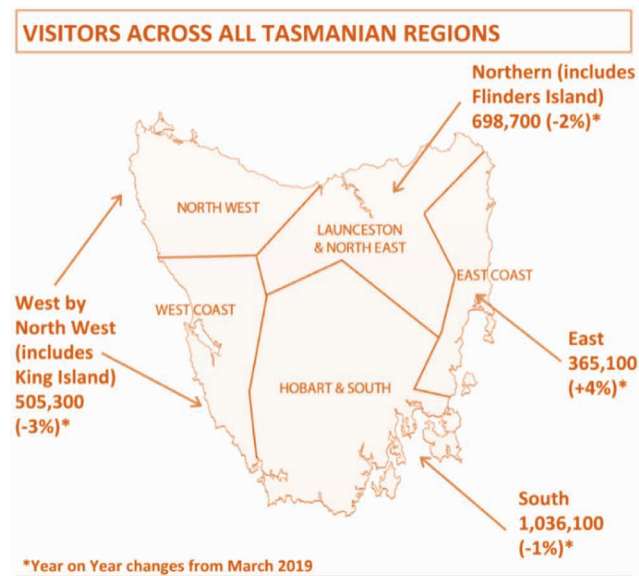 VISITORS ACROSS ALL TASMANIAN REGIONS
Northern (includes
Flinders Island)
698,700 (-2%)*
NORTH WEST
LAUNCESTON
& NORTH EAST
EAST COAST
WEST COAST
West by
North West
(includes
King Island)
505,300
(-3%)*
East
365,100
(+4%)*
HOBART & SOUTH
South
1,036,100
(-1%)*
*Year on Year changes from March 2019